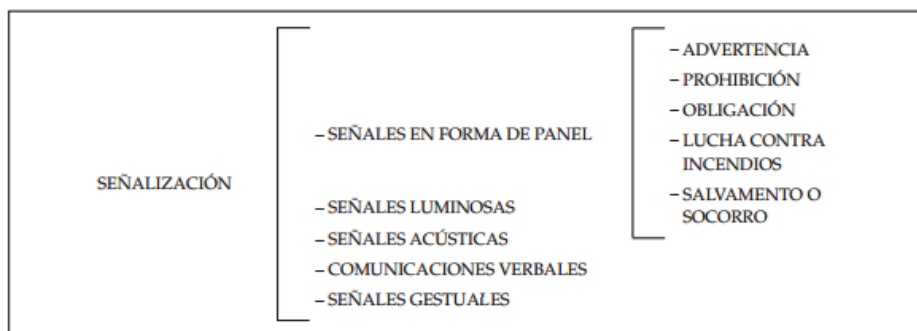 SEÑALIZACIÓN
– SEÑALES EN FORMA DE PANEL
– ADVERTENCIA
– PROHIBICIÓN
– OBLIGACIÓN
– LUCHA CONTRA
INCENDIOS
– SALVAMENTO O
SOCORRO
– SEÑALES LUMINOSAS
– SEÑALES ACÚSTICAS
– COMUNICACIONES VERBALES
– SEÑALES GESTUALES